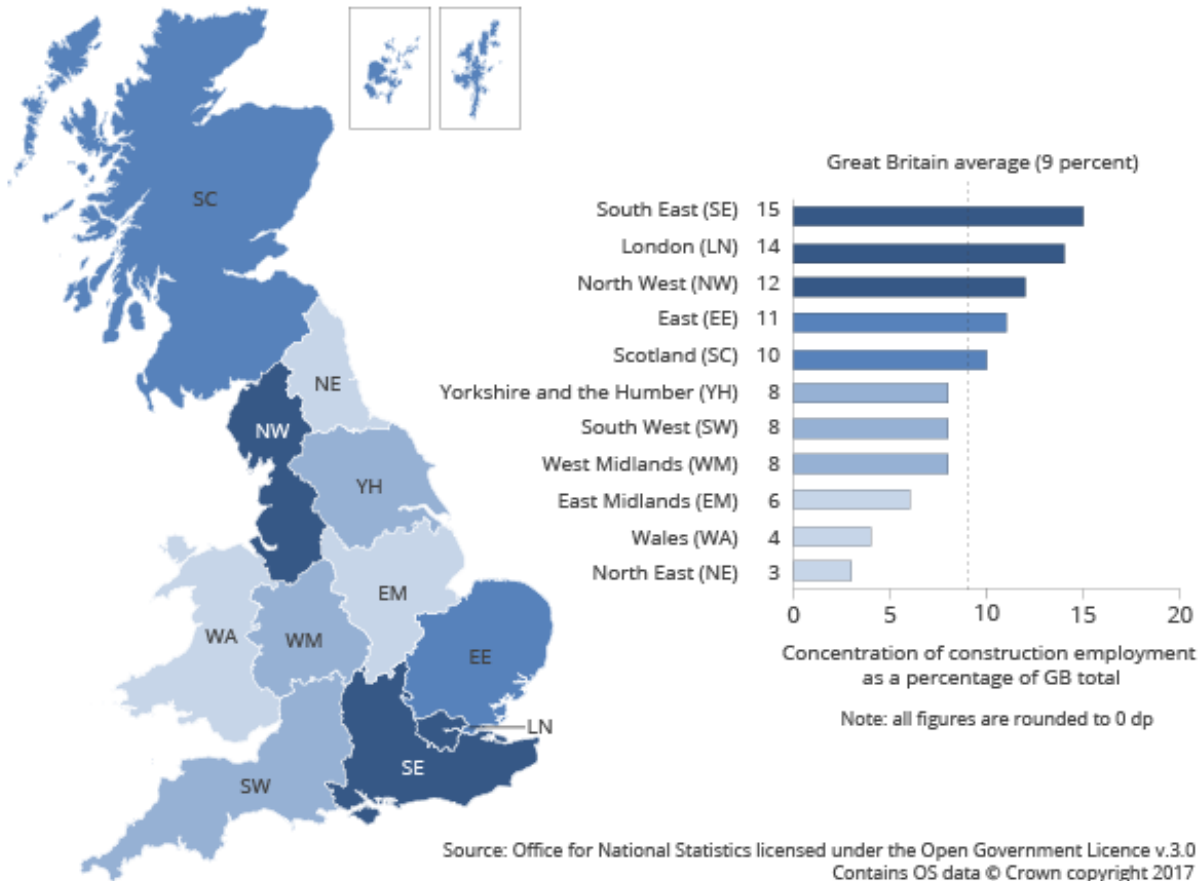 SC
NE
NW
YH
EM
WA
WM
EE
LN
SE
SW
Great Britain average (9 percent)
South East (SE) 15
London (LN) 14
North West (NW) 12
East (EE) 11
Scotland (SC) 10
Yorkshire and the Humber (YH) 8
South West (SW) 8
West Midlands (WM) 8
East Midlands (EM) 6
Wales (WA) 4
North East (NE) 3
0 5 10 15 20
Concentration of construction employment
as a percentage of GB total
Note: all figures are rounded to 0 dp
Source: Office for National Statistics licensed under the Open Government Licence v.3.0
Contains OS data © Crown copyright 2017